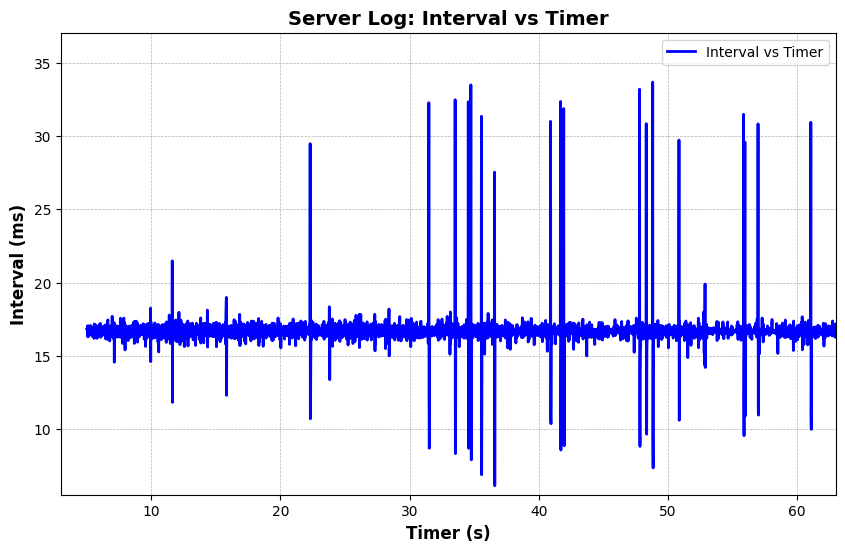 Server Log: Interval vs Timer
Interval vs Timer
35
30
25
20
15
10
Interval (ms)
10 20 30 40 50 60
Timer (s)